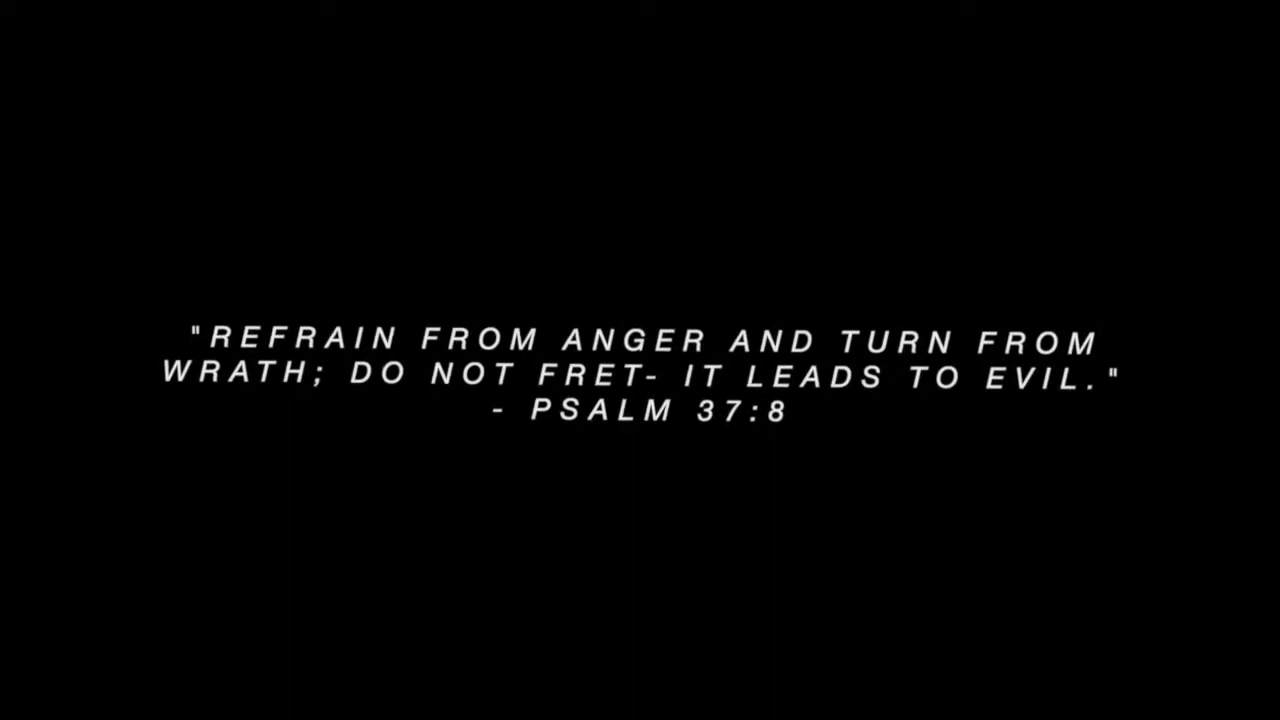 "REFRAIN FROM ANGER AND TURN FROM
WRATH; DO NOT FRET- IT LEADS TO EVIL."
- PSALM 37:8